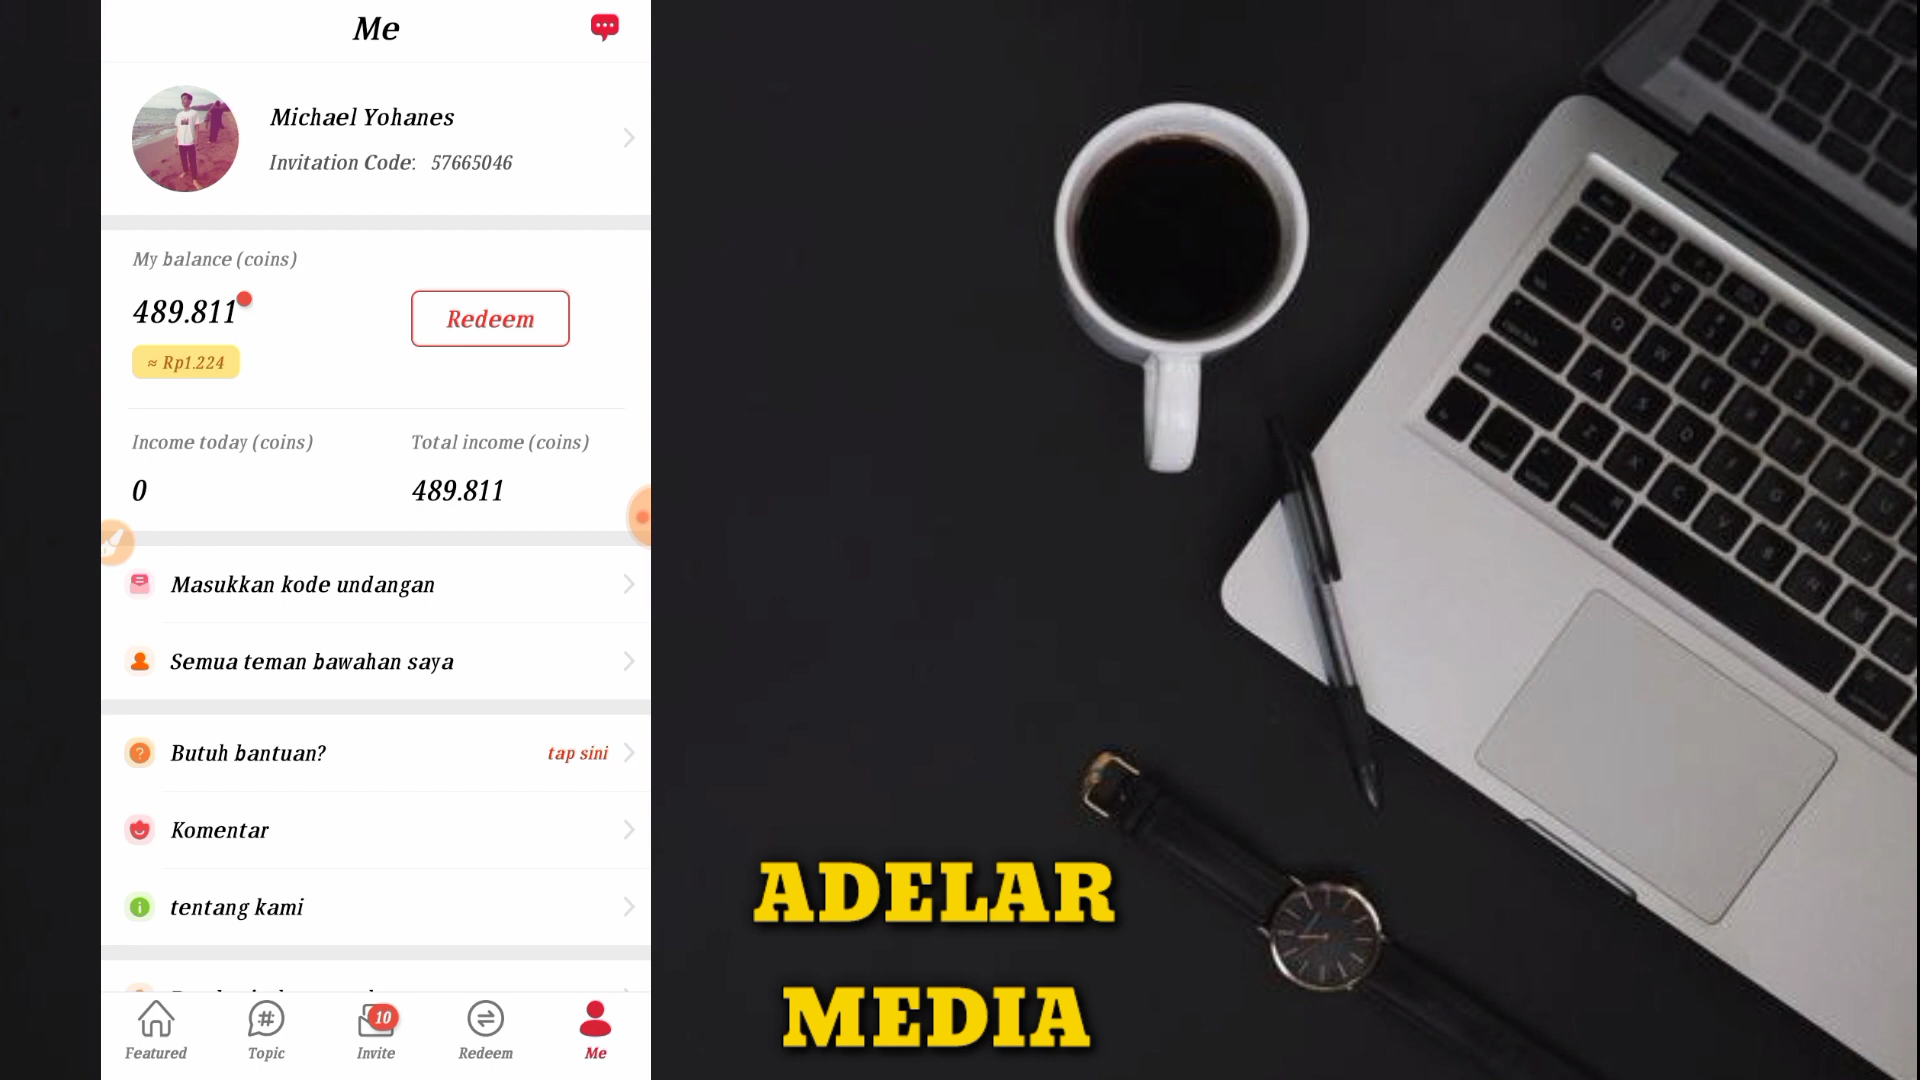 Me
Michael Yohanes
Invitation Code: 57665046
My balance (coins)
489.811
≈ Rp1.224
Redeem
Income today (coins)
Total income (coins)
0
489.811
Masukkan kode undangan
Semua teman bawahan saya
Butuh bantuan?
tap sini
Komentar
tentang kami
10
Featured
Topic
Invite
Redeem
Me
ADELAR
MEDIA